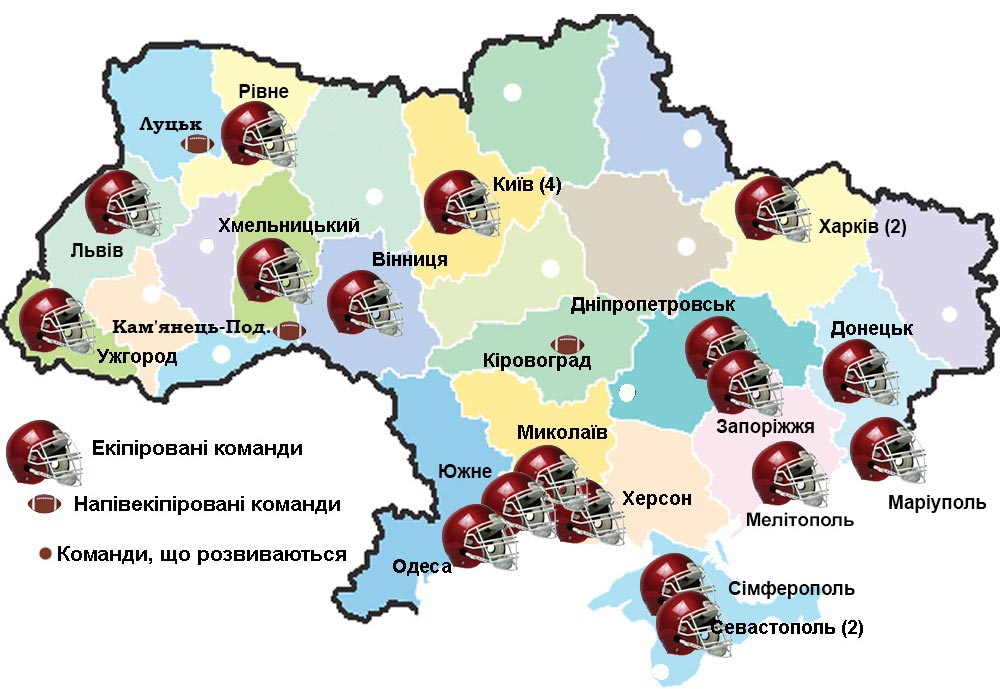 Рівне
Луцьк
Київ (4)
Львів
Хмельницький
Харків (2)
Вінниця
Кам'янець-Под.
Ужгород
Дніпропетровськ
Донецьк
Кіровоград
Запоріжжя
Миколаїв
Екіпіровані команди
Южне
Херсон
Маріуполь
Напівекіпіровані команди
Мелітополь
Команди, що розвиваються
Одеса
Сімферополь
Севастополь (2)